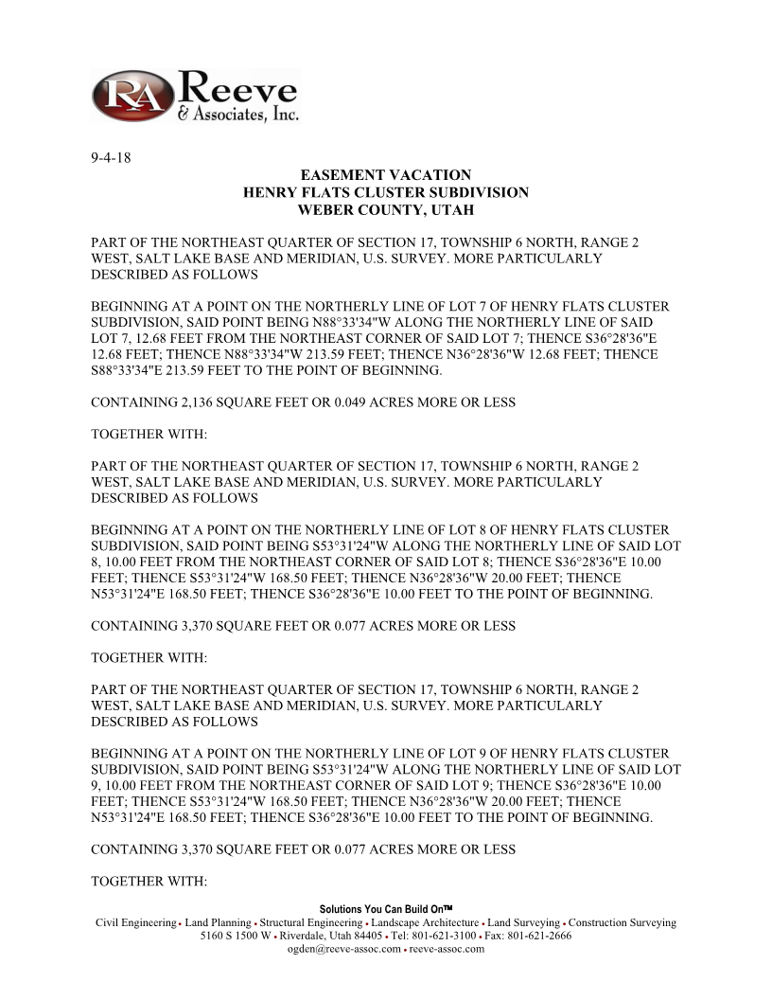 RA Reeve
& Associates, Inc.
9-4-18
EASEMENT VACATION
HENRY FLATS CLUSTER SUBDIVISION
WEBER COUNTY, UTAH
PART OF THE NORTHEAST QUARTER OF SECTION 17, TOWNSHIP 6 NORTH, RANGE 2
WEST, SALT LAKE BASE AND MERIDIAN, U.S. SURVEY. MORE PARTICULARLY
DESCRIBED AS FOLLOWS
BEGINNING AT A POINT ON THE NORTHERLY LINE OF LOT 7 OF HENRY FLATS CLUSTER
SUBDIVISION, SAID POINT BEING N88°33'34"W ALONG THE NORTHERLY LINE OF SAID
LOT 7, 12.68 FEET FROM THE NORTHEAST CORNER OF SAID LOT 7; THENCE S36°28'36"E
12.68 FEET; THENCE N88°33'34"W 213.59 FEET; THENCE N36°28'36"W 12.68 FEET; THENCE
S88°33'34"E 213.59 FEET TO THE POINT OF BEGINNING.
CONTAINING 2,136 SQUARE FEET OR 0.049 ACRES MORE OR LESS
TOGETHER WITH:
PART OF THE NORTHEAST QUARTER OF SECTION 17, TOWNSHIP 6 NORTH, RANGE 2
WEST, SALT LAKE BASE AND MERIDIAN, U.S. SURVEY. MORE PARTICULARLY
DESCRIBED AS FOLLOWS
BEGINNING AT A POINT ON THE NORTHERLY LINE OF LOT 8 OF HENRY FLATS CLUSTER
SUBDIVISION, SAID POINT BEING S53°31'24"W ALONG THE NORTHERLY LINE OF SAID LOT
8, 10.00 FEET FROM THE NORTHEAST CORNER OF SAID LOT 8; THENCE S36°28'36"E 10.00
FEET; THENCE S53°31'24"W 168.50 FEET; THENCE N36°28'36"W 20.00 FEET; THENCE
N53°31'24"E 168.50 FEET; THENCE S36°28'36"E 10.00 FEET TO THE POINT OF BEGINNING.
CONTAINING 3,370 SQUARE FEET OR 0.077 ACRES MORE OR LESS
TOGETHER WITH:
PART OF THE NORTHEAST QUARTER OF SECTION 17, TOWNSHIP 6 NORTH, RANGE 2
WEST, SALT LAKE BASE AND MERIDIAN, U.S. SURVEY. MORE PARTICULARLY
DESCRIBED AS FOLLOWS
BEGINNING AT A POINT ON THE NORTHERLY LINE OF LOT 9 OF HENRY FLATS CLUSTER
SUBDIVISION, SAID POINT BEING S53°31'24"W ALONG THE NORTHERLY LINE OF SAID LOT
9, 10.00 FEET FROM THE NORTHEAST CORNER OF SAID LOT 9; THENCE S36°28'36"E 10.00
FEET; THENCE S53°31'24"W 168.50 FEET; THENCE N36°28'36"W 20.00 FEET; THENCE
N53°31'24"E 168.50 FEET; THENCE S36°28'36"E 10.00 FEET TO THE POINT OF BEGINNING.
CONTAINING 3,370 SQUARE FEET OR 0.077 ACRES MORE OR LESS
TOGETHER WITH:
Solutions You Can Build On™
Civil Engineering • Land Planning • Structural Engineering • Landscape Architecture • Land Surveying • Construction Surveying
5160 S 1500 W • Riverdale, Utah 84405 • Tel: 801-621-3100 • Fax: 801-621-2666
ogden@reeve-assoc.com • reeve-assoc.com